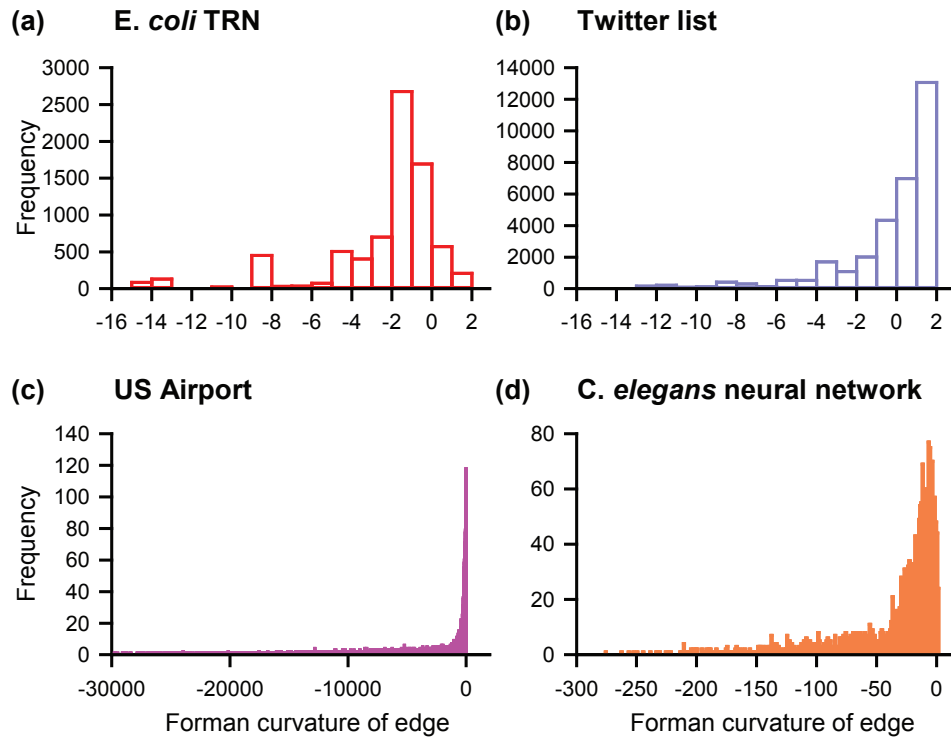 (a) E. coli TRN
3000
2500
2000
1500
1000
500
0
Frequency
-16 -14 -12 -10 -8 -6 -4 -2 0 2
(b) Twitter list
14000
12000
10000
8000
6000
4000
2000
0
-16 -14 -12 -10 -8 -6 -4 -2 0 2
(c) US Airport
140
120
100
80
60
40
20
0
Frequency
-30000 -20000 -10000 0
Forman curvature of edge
(d) C. elegans neural network
80
60
40
20
0
-300 -250 -200 -150 -100 -50 0
Forman curvature of edge